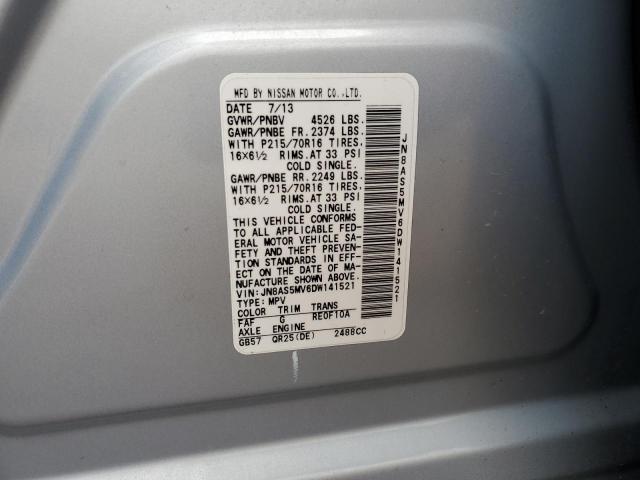 MFD BY NISSAN MOTOR CO.,LTD.
DATE 7/13
GVWR/PNBV 4526 LBS.
GAWR/PNBE FR. 2374 LBS.
WITH P215/70R16 TIRES.
16×6½ RIMS. AT 33 PSI
COLD SINGLE.
GAWR/PNBE RR. 2249 LBS.
WITH P215/70R16 TIRES.
16×6½ RIMS. AT 33 PSI
COLD SINGLE.
THIS VEHICLE CONFORMS
TO ALL APPLICABLE FED-
ERAL MOTOR VEHICLE SA-
FETY AND THEFT PREVEN-
TION STANDARDS IN EFF-
ECT ON THE DATE OF MA-
NUFACTURE SHOWN ABOVE.
VIN: JN8AS5MV6DW141521
TYPE: MPV
COLOR TRIM TRANS
FAF G RE0F10A
AXLE ENGINE
GB57 QR25(DE) 2488CC
JN8AS5MV6DW141521